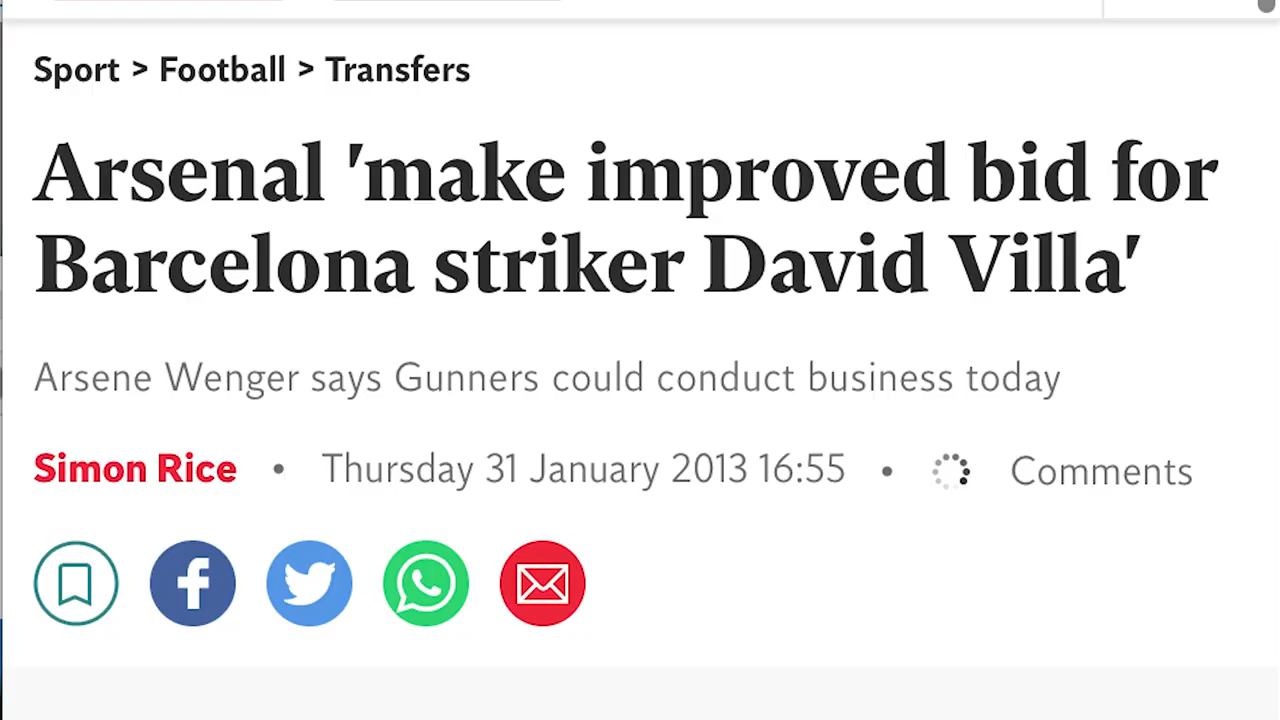 Sport > Football > Transfers
Arsenal 'make improved bid for
Barcelona striker David Villa'
Arsene Wenger says Gunners could conduct business today
Simon Rice • Thursday 31 January 2013 16:55 • Comments